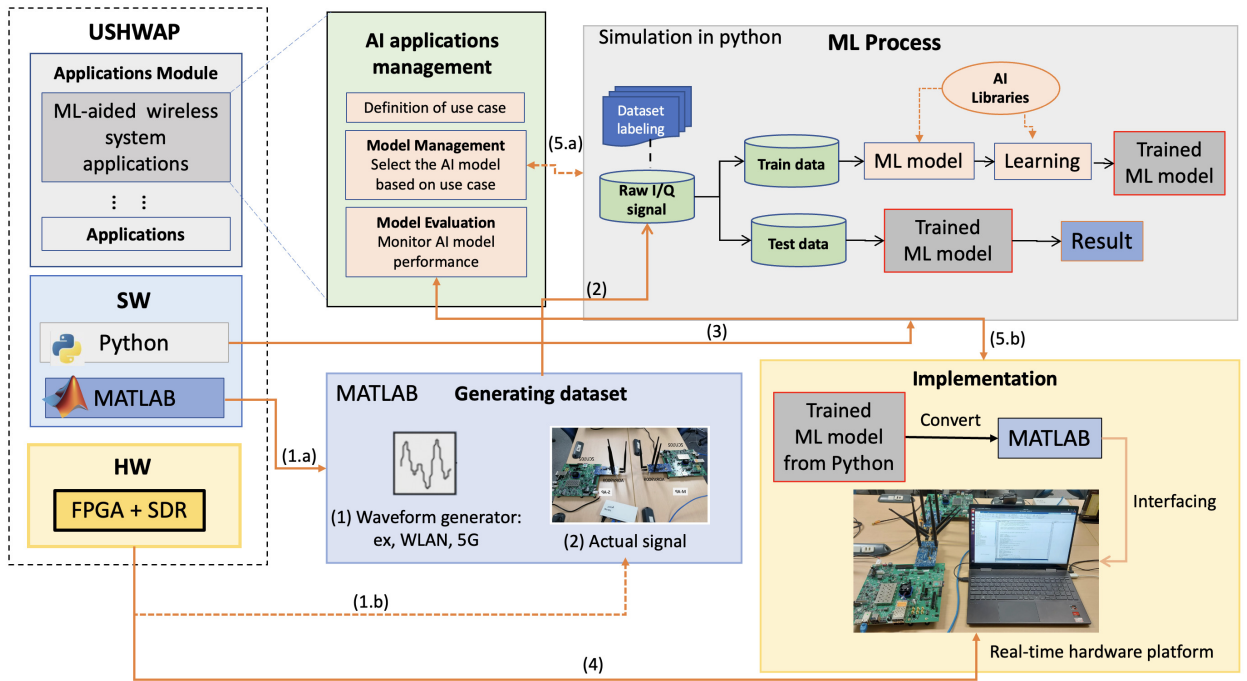 USHWAP
Applications Module
ML-aided wireless
system
applications
Applications
SW
Python
MATLAB
HW
FPGA + SDR
AI applications
management
Definition of use case
Model Management
Select the AI model
based on use case
Model Evaluation
Monitor AI model
performance
(5.a)
Simulation in python
ML Process
Dataset
labeling
Raw I/Q
signal
Train data
Test data
AI
Libraries
ML model
Learning
Trained
ML model
Trained
ML model
Result
(2)
(3)
(5.b)
(1.a)
MATLAB
Generating dataset
(1) Waveform generator:
ex, WLAN, 5G
(2) Actual signal
(1.b)
(4)
Implementation
Trained
ML model
from Python
Convert
MATLAB
Interfacing
Real-time hardware platform